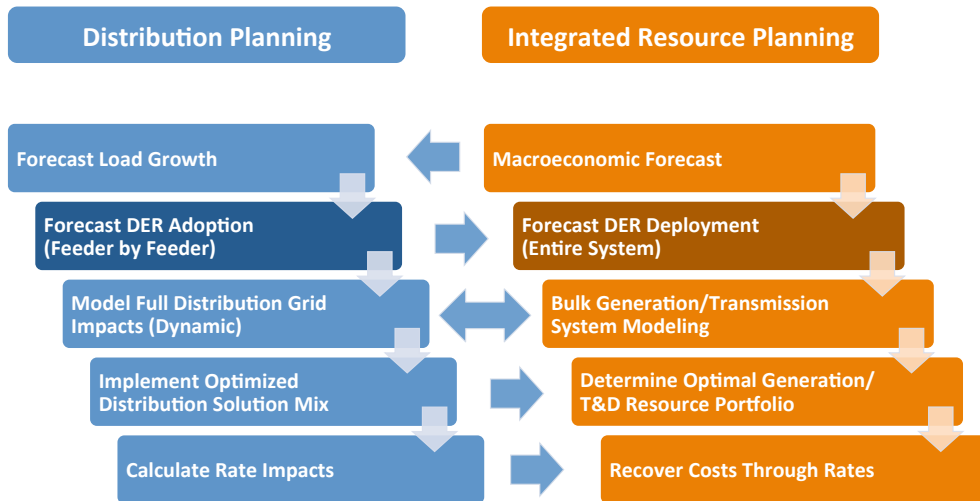 Distribution Planning
Integrated Resource Planning
Forecast Load Growth
Macroeconomic Forecast
Forecast DER Adoption
(Feeder by Feeder)
Forecast DER Deployment
(Entire System)
Model Full Distribution Grid
Impacts (Dynamic)
Bulk Generation/Transmission
System Modeling
Implement Optimized
Distribution Solution Mix
Determine Optimal Generation/
T&D Resource Portfolio
Calculate Rate Impacts
Recover Costs Through Rates